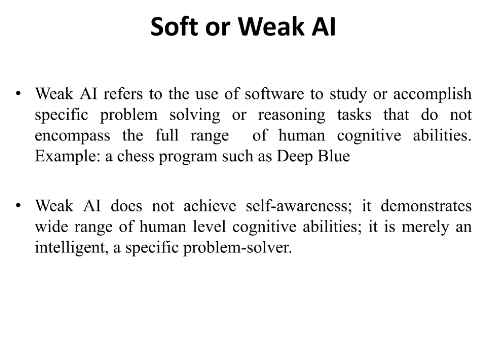 Soft or Weak AI
• Weak AI refers to the use of software to study or accomplish
specific problem solving or reasoning tasks that do not
encompass the full range of human cognitive abilities.
Example: a chess program such as Deep Blue
• Weak AI does not achieve self-awareness; it demonstrates
wide range of human level cognitive abilities; it is merely an
intelligent, a specific problem-solver.